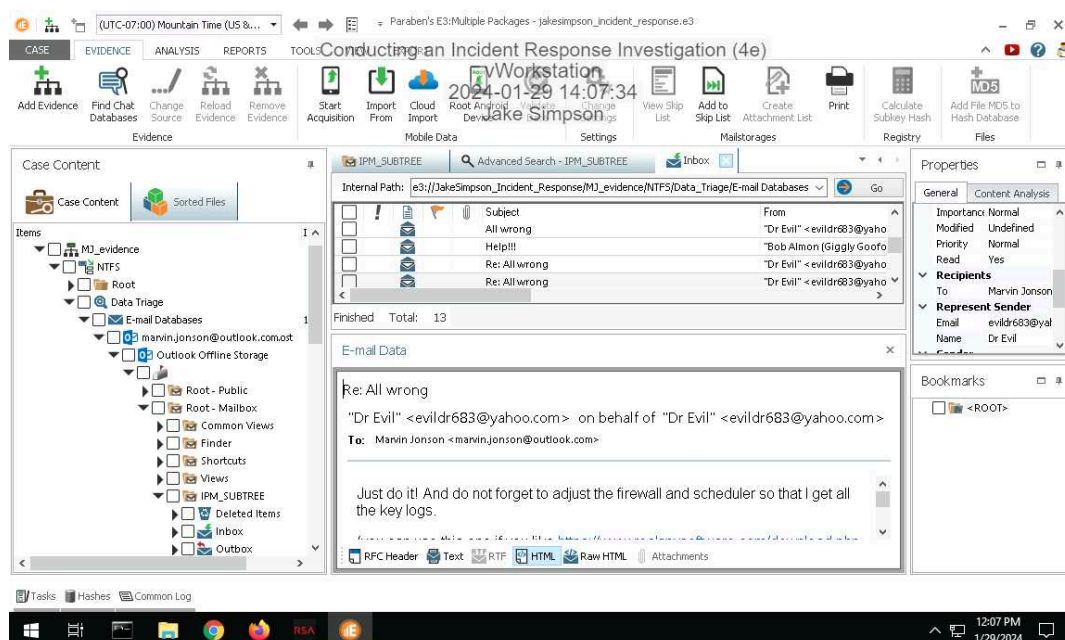 (UTC-07:00) Mountain Time (US &...
Paraben's E3:Multiple Packages - jakesimpson_incident_response.e3
CASE EVIDENCE ANALYSIS REPORTS TOOLS VIEW
Conducting an Incident Response Investigation (4e)
vWorkstation
2024-01-29 14:07:34
Jake Simpson
Add Evidence
Find Chat Databases
Change Source
Reload Evidence
Remove Evidence
Evidence
Start Acquisition
Import From
Cloud Import
Root Android Device
Mobile Data
Change
Settings
View Skip List
Add to Skip List
Create Attachment List
Print
Mailstorages
Calculate Subkey Hash
Registry
MD5
Add File MD5 to Hash Database
Files
Case Content
Case Content
Sorted Files
Items
MJ_evidence
NTFS
Root
Data Triage
E-mail Databases 1
marvin.jonson@outlook.com.ost
Outlook Offline Storage
Root - Public
Root - Mailbox
Common Views
Finder
Shortcuts
Views
IPM_SUBTREE
Deleted Items
Inbox
Outbox
IPM_SUBTREE
Advanced Search - IPM_SUBTREE
Inbox
Internal Path: e3://JakeSimpson_Incident_Response/MJ_evidence/NTFS/Data_Triage/E-mail Databases Go
! Subject From
All wrong "Dr Evil" <evildr683@yaho
Help!!! "Bob Almon (Giggly Goofo
Re: All wrong "Dr Evil" <evildr683@yaho
Re: All wrong "Dr Evil" <evildr683@yaho
Finished Total: 13
E-mail Data
Re: All wrong
"Dr Evil" <evildr683@yahoo.com> on behalf of "Dr Evil" <evildr683@yahoo.com>
To: Marvin Jonson <marvin.jonson@outlook.com>
Just do it! And do not forget to adjust the firewall and scheduler so that I get all
the key logs.
RFC Header Text RTF HTML Raw HTML Attachments
Properties
General Content Analysis
Importanc Normal
Modified Undefined
Priority Normal
Read Yes
Recipients
To Marvin Jonson
Represent Sender
Email evildr683@yah
Name Dr Evil
Bookmarks
<ROOT>
Tasks Hashes Common Log
RSA
12:07 PM
1/29/2024